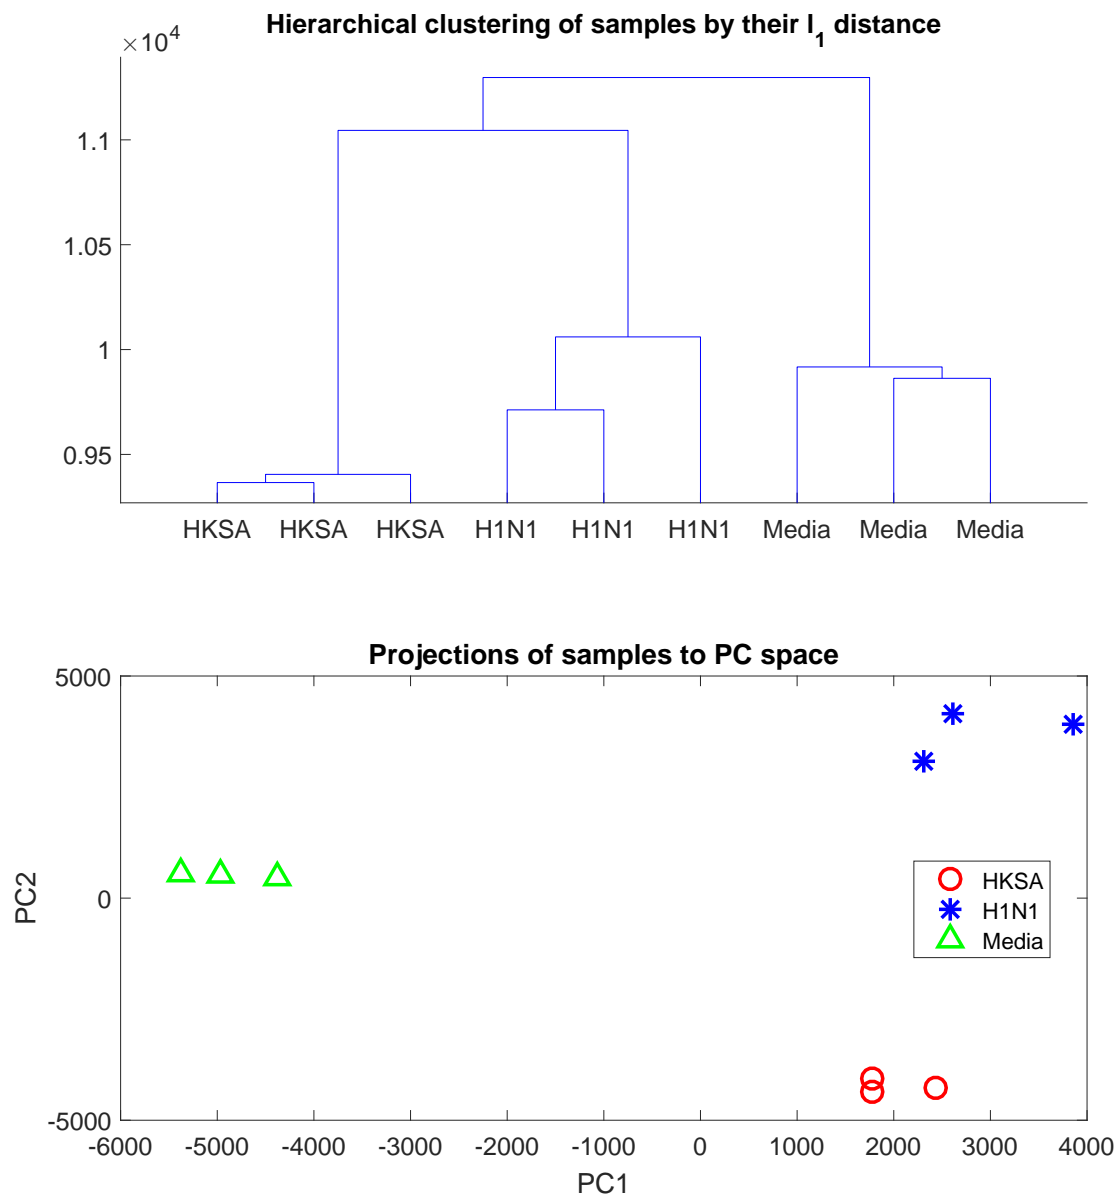 Hierarchical clustering of samples by their l₁ distance
×10⁴
1.1
1.05
1
0.95
HKSA HKSA HKSA H1N1 H1N1 H1N1 Media Media Media
Projections of samples to PC space
5000
0
-5000
PC2
HKSA
H1N1
Media
-6000 -5000 -4000 -3000 -2000 -1000 0 1000 2000 3000 4000
PC1